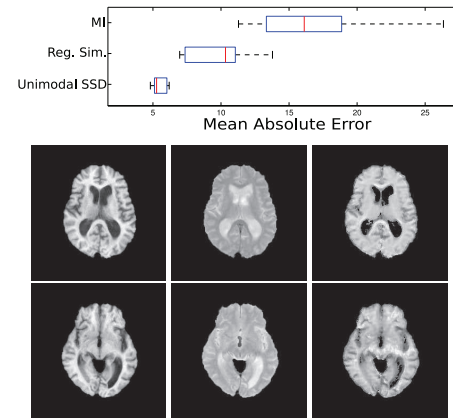 MI
Reg. Sim.
Unimodal SSD
5 10 15 20 25
Mean Absolute Error